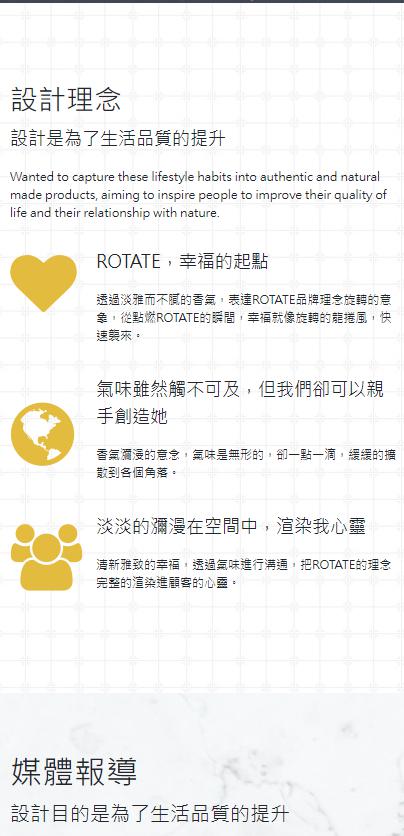 設計理念
設計是為了生活品質的提升
Wanted to capture these lifestyle habits into authentic and natural
made products, aiming to inspire people to improve their quality of
life and their relationship with nature.
ROTATE，幸福的起點
透過淡雅而不膩的香氣，表達ROTATE品牌理念旋轉的意
象，從點燃ROTATE的瞬間，幸福就像旋轉的龍捲風，快
速襲來。
氣味雖然觸不可及，但我們卻可以親
手創造她
香氣瀰漫的意念，氣味是無形的，卻一點一滴，緩緩的擴
散到各個角落。
淡淡的瀰漫在空間中，渲染我心靈
清新雅致的幸福，透過氣味進行溝通，把ROTATE的理念
完整的渲染進顧客的心靈。
媒體報導
設計目的是為了生活品質的提升